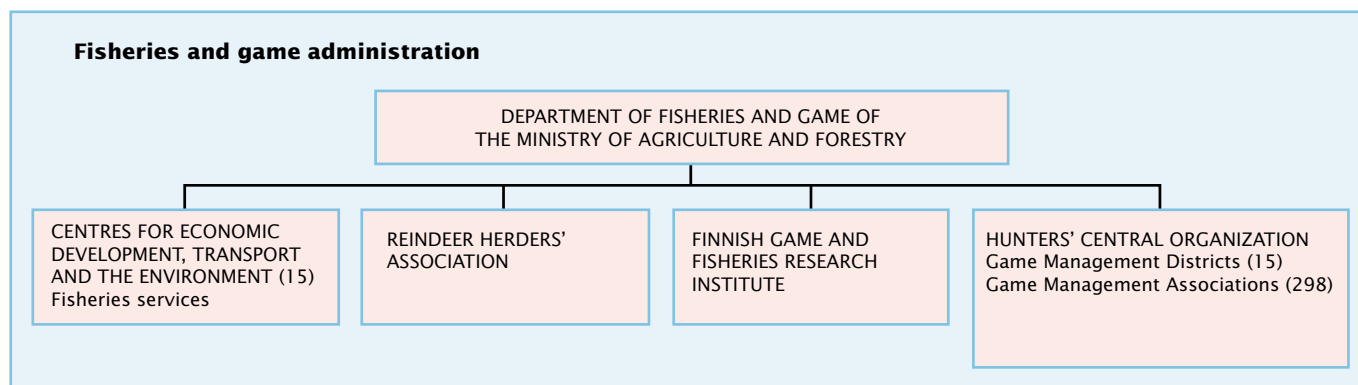 Fisheries and game administration
DEPARTMENT OF FISHERIES AND GAME OF
THE MINISTRY OF AGRICULTURE AND FORESTRY
CENTRES FOR ECONOMIC
DEVELOPMENT, TRANSPORT
AND THE ENVIRONMENT (15)
Fisheries services
REINDEER HERDERS’
ASSOCIATION
FINNISH GAME AND
FISHERIES RESEARCH
INSTITUTE
HUNTERS’ CENTRAL ORGANIZATION
Game Management Districts (15)
Game Management Associations (298)